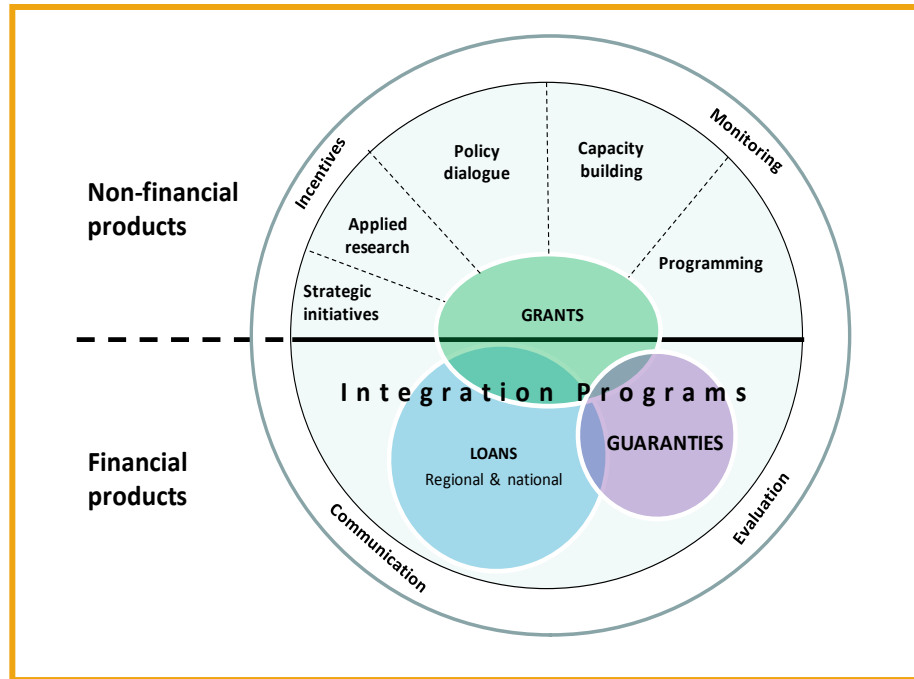 Incentives
Monitoring
Policy
dialogue
Capacity
building
Non-financial
products
Applied
research
Programming
Strategic
initiatives
GRANTS
Integration Programs
GUARANTIES
LOANS
Regional & national
Financial
products
Communication
Evaluation